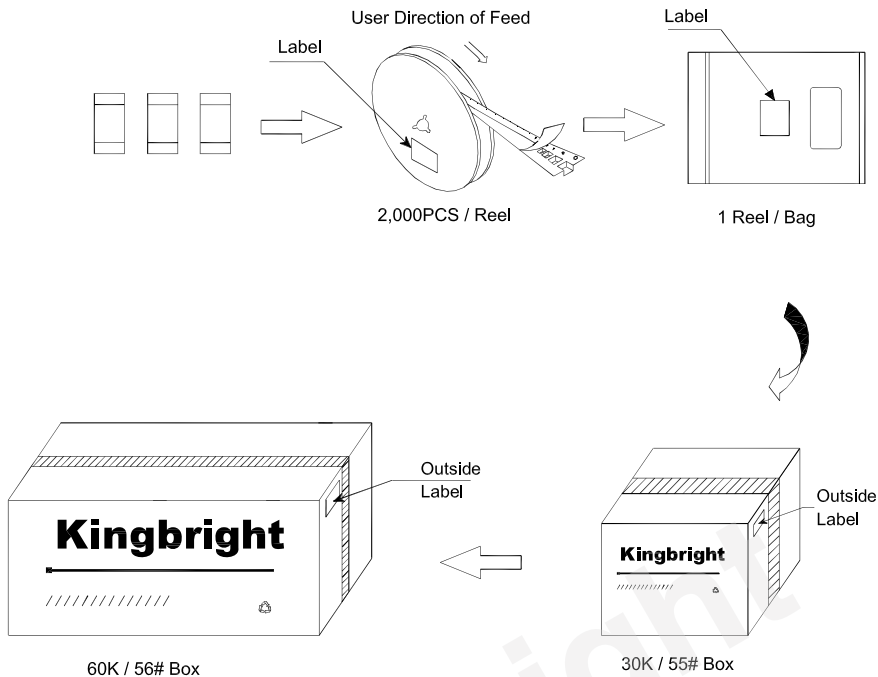 User Direction of Feed
Label
Label
2,000PCS / Reel
1 Reel / Bag
Outside
Label
Kingbright
60K / 56# Box
Outside
Label
Kingbright
30K / 55# Box